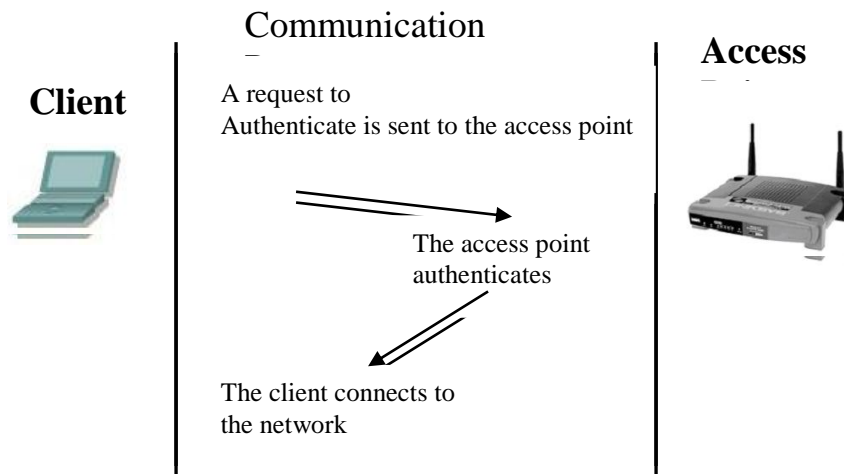 Communication
Access
Client
A request to
Authenticate is sent to the access point
The access point
authenticates
The client connects to
the network